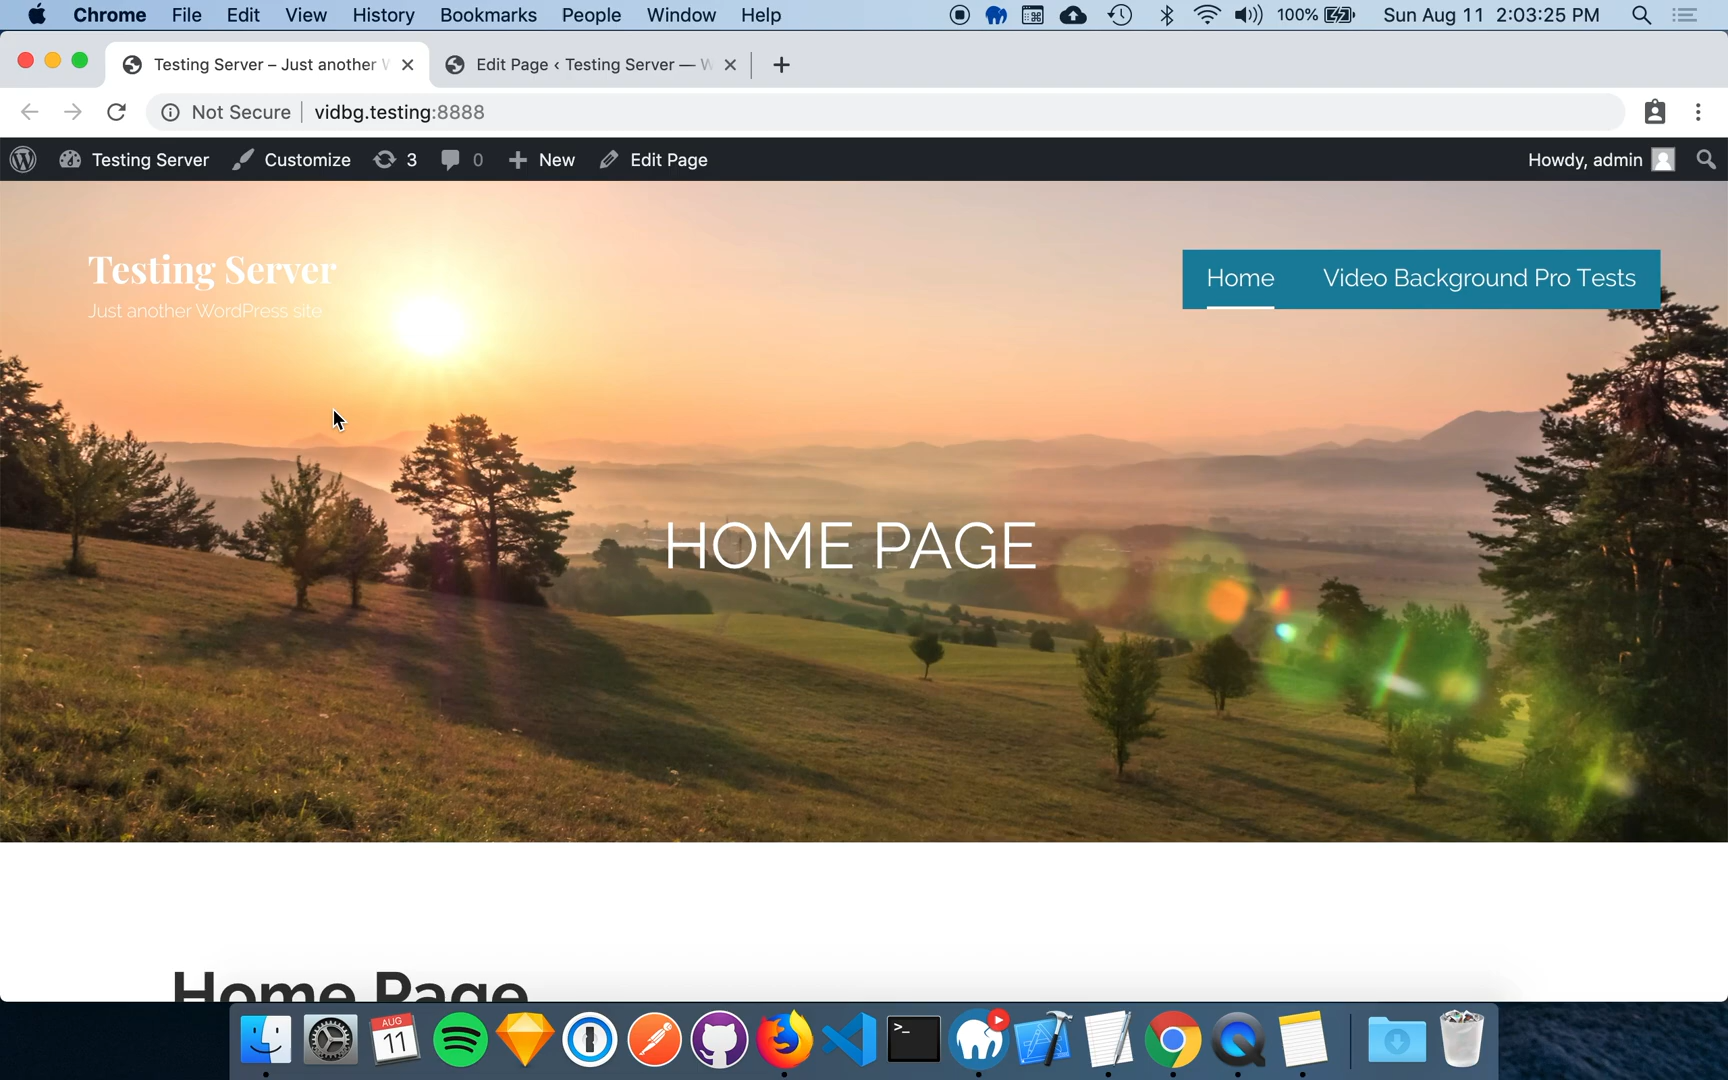 Chrome File Edit View History Bookmarks People Window Help 100% Sun Aug 11 2:03:25 PM
Testing Server – Just another Edit Page ‹ Testing Server —
Not Secure vidbg.testing:8888
Testing Server Customize 3 0 New Edit Page Howdy, admin
Testing Server
Just another WordPress site
Home Video Background Pro Tests
HOME PAGE
Home Page
AUG
11
>_